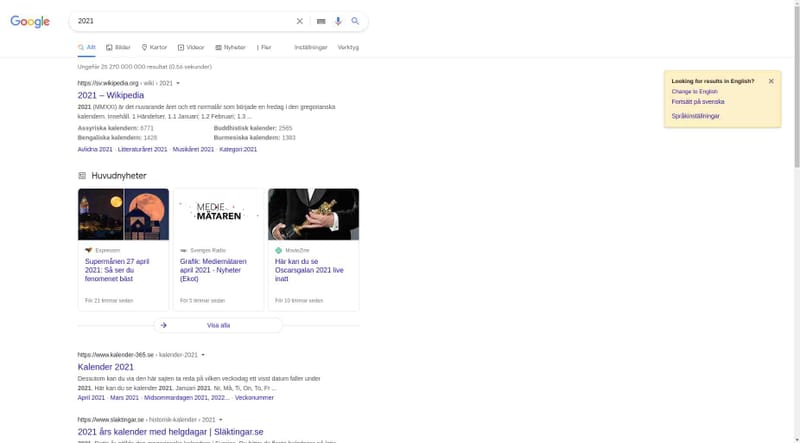 Google
2021
Allt Bilder Kartor Videor Nyheter Fler Inställningar Verktyg
Ungefär 25 270 000 000 resultat (0,56 sekunder)
https://sv.wikipedia.org › wiki › 2021
2021 – Wikipedia
2021 (MMXXI) är det nuvarande året och ett normalår som började en fredag i den gregorianska
kalendern. Innehåll. 1 Händelser. 1.1 Januari; 1.2 Februari; 1.3 ...
Assyriska kalendern: 6771 Buddhistisk kalender: 2565
Bengaliska kalendern: 1428 Burmesiska kalendern: 1383
Avlidna 2021 · Litteraturåret 2021 · Musikåret 2021 · Kategori:2021
Looking for results in English?
Change to English
Fortsätt på svenska
Språkinställningar
Huvudnyheter
MEDIE
MÄTAREN
Expressen
Supermånen 27 april
2021: Så ser du
fenomenet bäst
För 21 timmar sedan
Sveriges Radio
Grafik: Mediemätaren
april 2021 - Nyheter
(Ekot)
För 5 timmar sedan
MovieZine
Här kan du se
Oscarsgalan 2021 live
inatt
För 10 timmar sedan
Visa alla
https://www.kalender-365.se › kalender-2021
Kalender 2021
Dessutom kan du via den här sajten ta reda på vilken veckodag ett visst datum faller under
2021. Här kan du se kalender 2021. Januari 2021. Nr, Må, Ti, On, To, Fr ...
April 2021 · Mars 2021 · Midsommardagen 2021, 2022... · Veckonummer
https://www.slaktingar.se › historisk-kalender › 2021
2021 års kalender med helgdagar | Släktingar.se